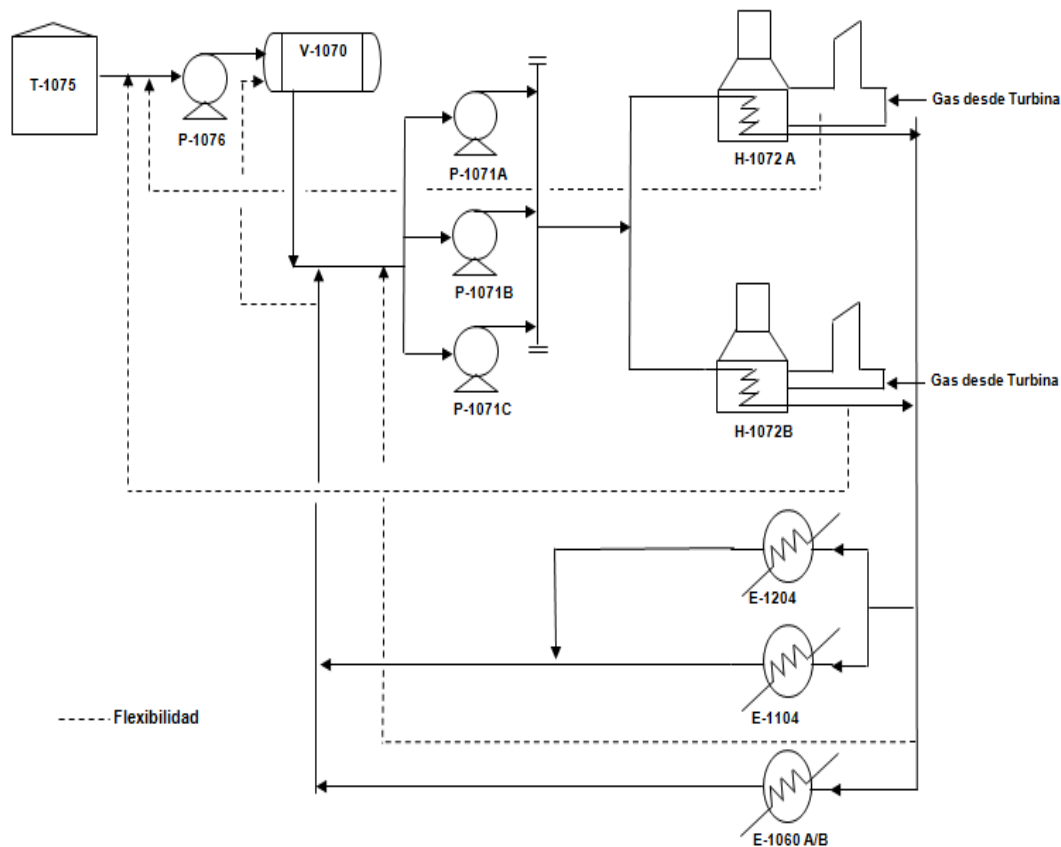 T-1075
V-1070
P-1076
P-1071A
P-1071B
P-1071C
Gas desde Turbina
H-1072 A
Gas desde Turbina
H-1072B
E-1204
E-1104
Flexibilidad
E-1060 A/B